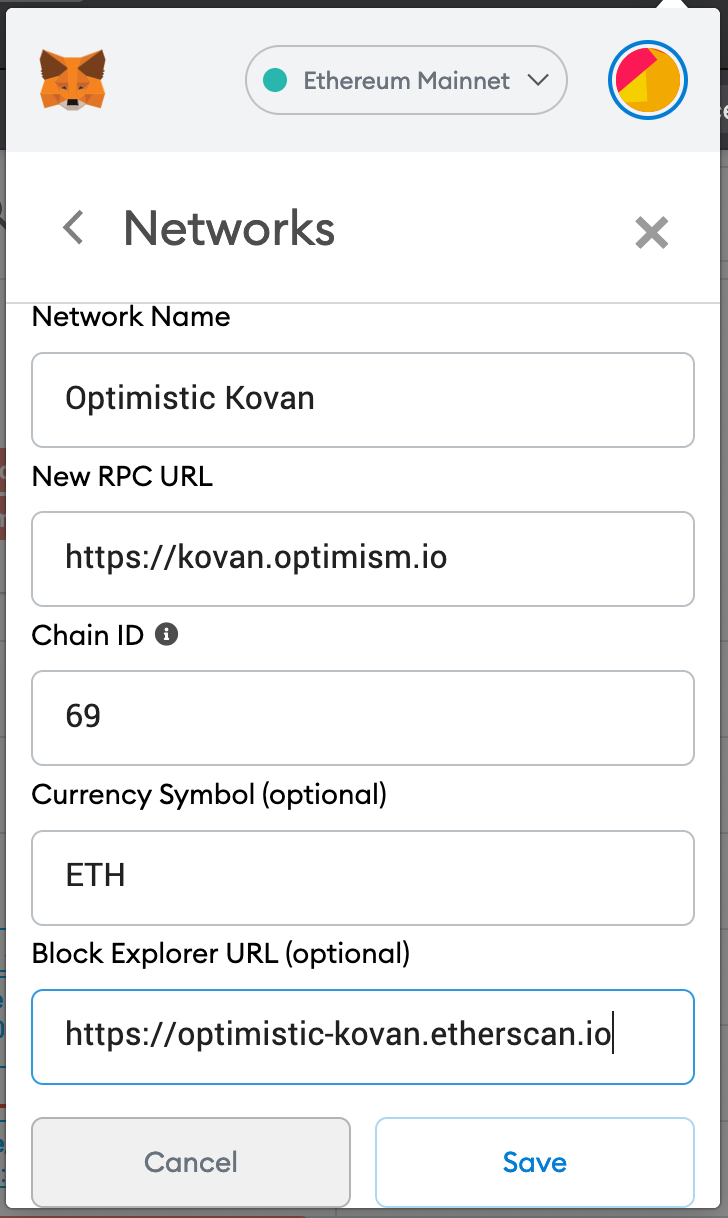 Ethereum Mainnet
Networks
Network Name
Optimistic Kovan
New RPC URL
https://kovan.optimism.io
Chain ID
69
Currency Symbol (optional)
ETH
Block Explorer URL (optional)
https://optimistic-kovan.etherscan.io
Cancel
Save